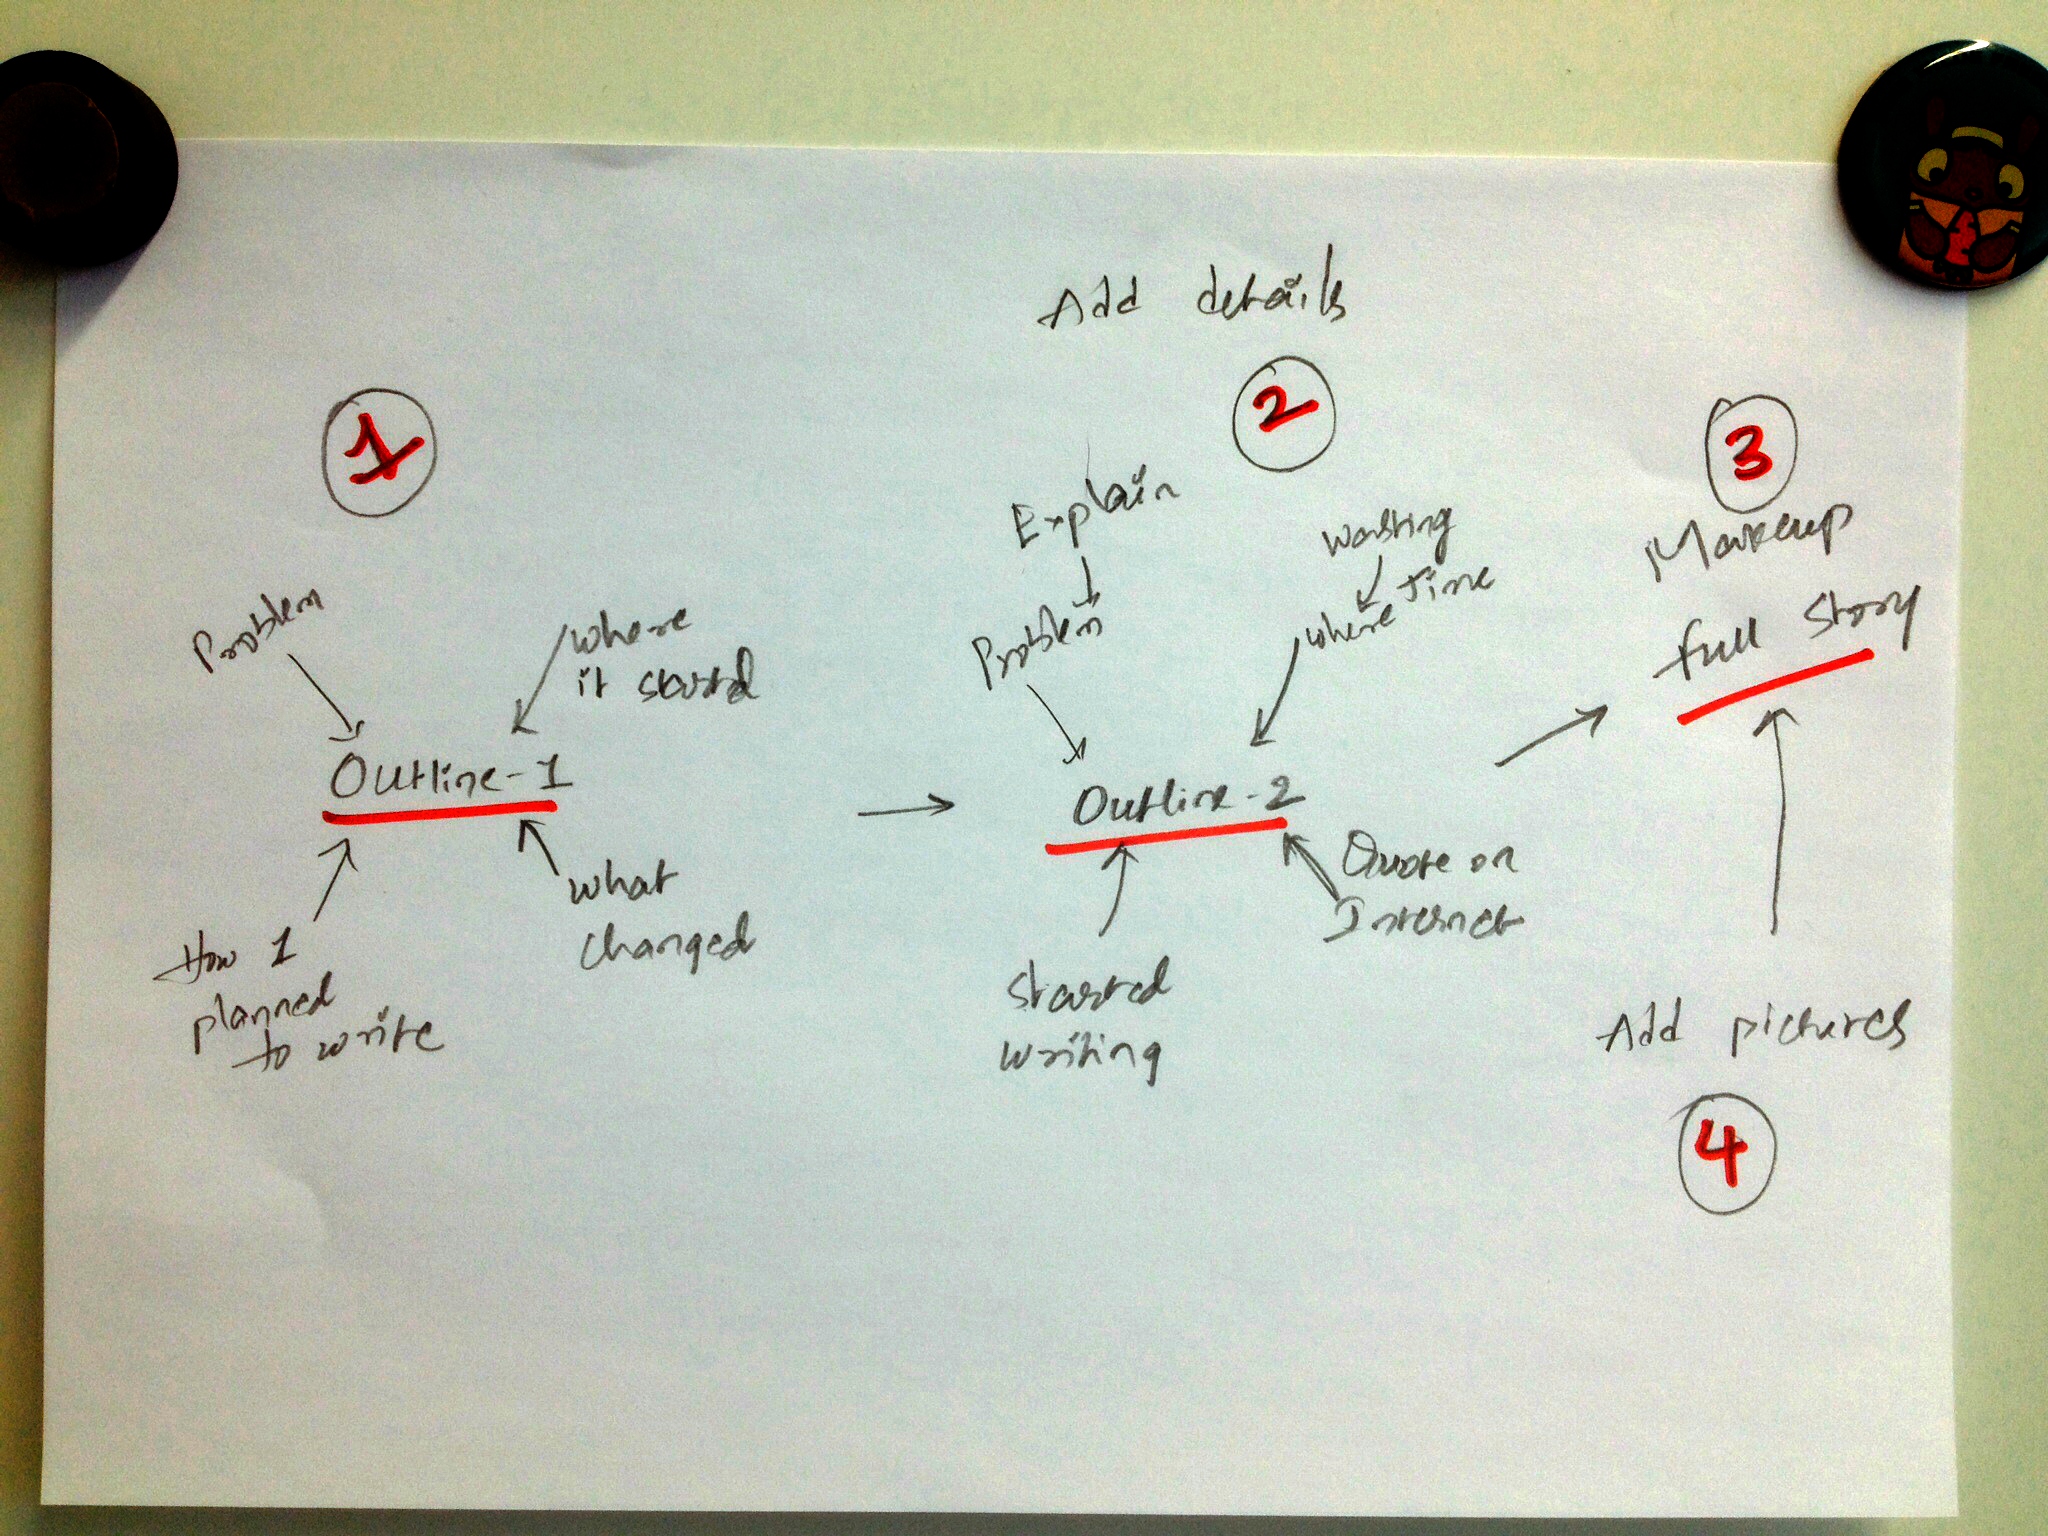 1
Problem
where
it started
Outline-1
How I
planned
to write
what
changed
Add details
2
Explain
Problem
wasting
time
where
Outline-2
Started
writing
Quote on
Internet
3
Makeup
full story
Add pictures
4